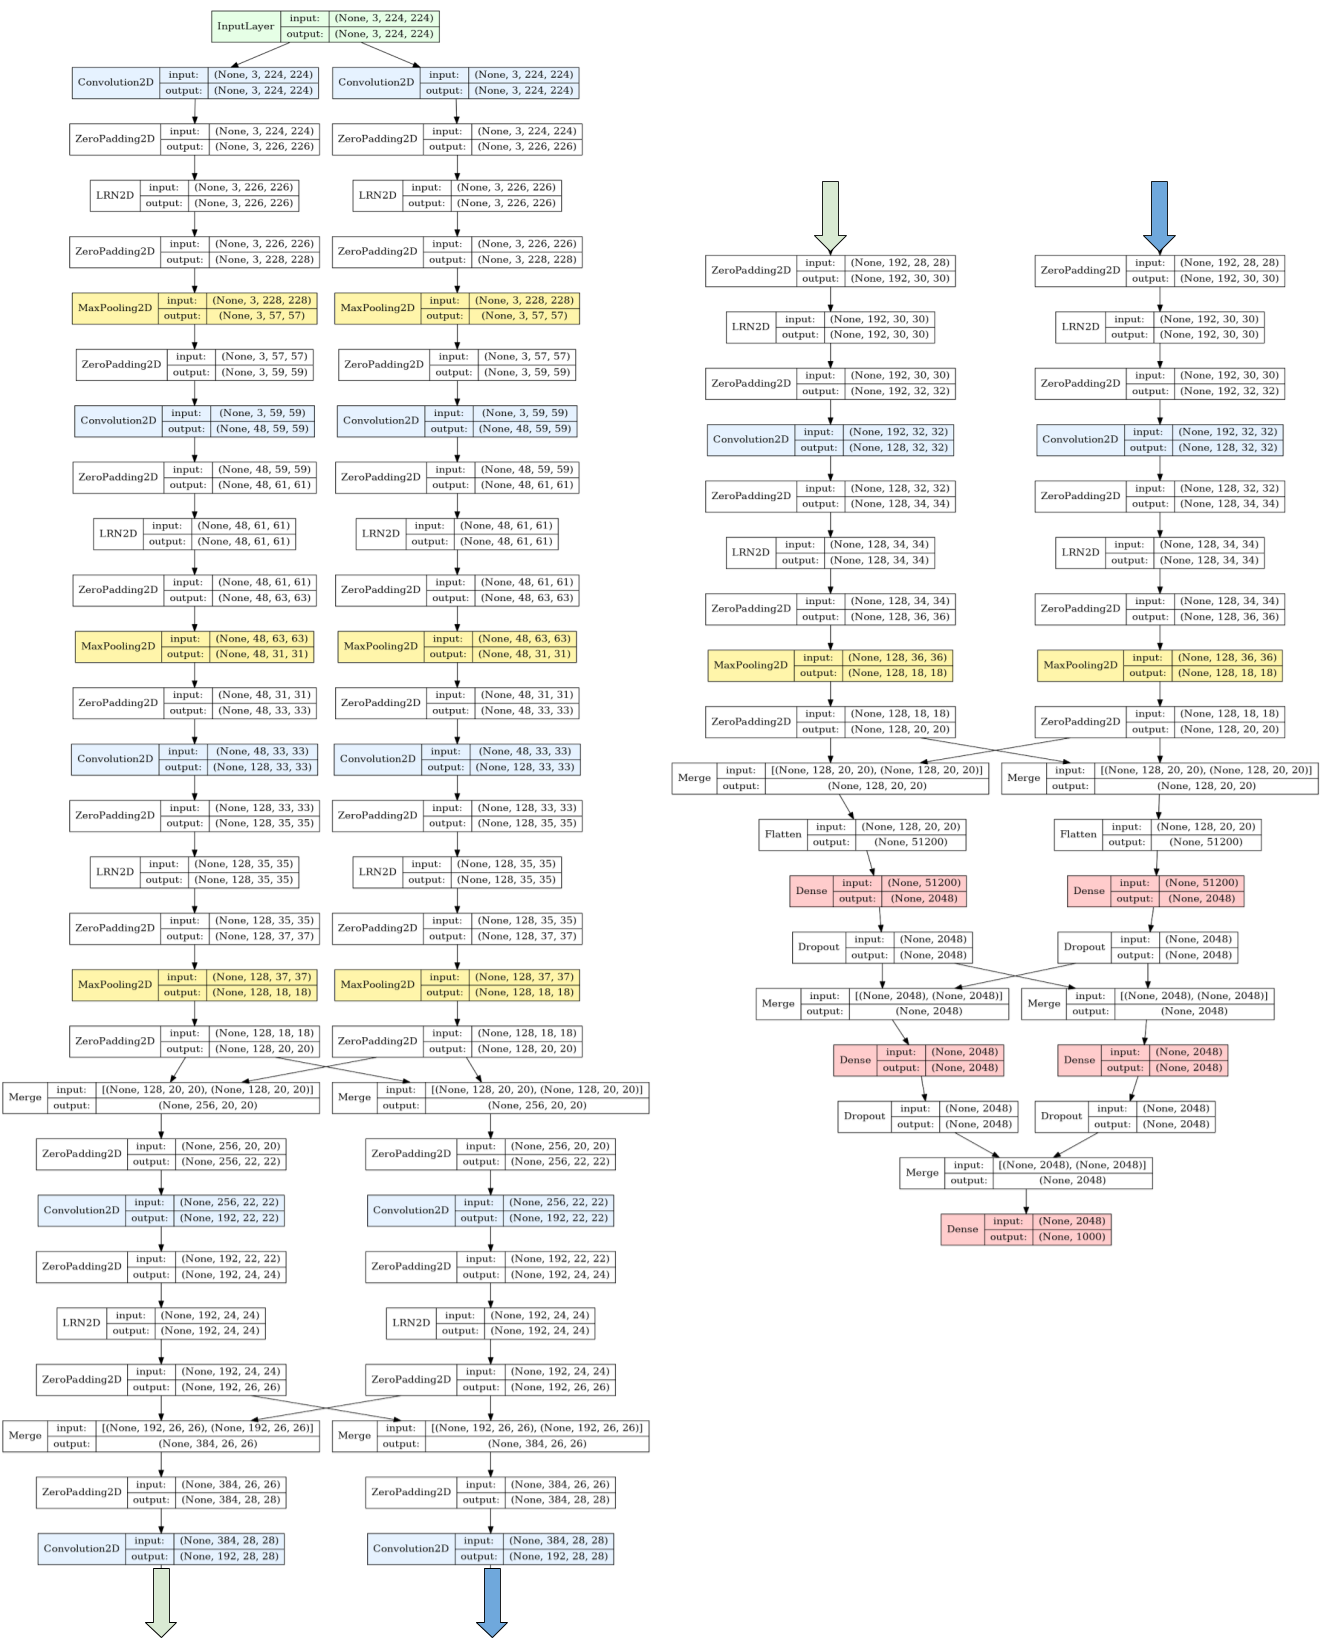 InputLayer input: (None, 3, 224, 224)
output: (None, 3, 224, 224)
Convolution2D input: (None, 3, 224, 224)
output: (None, 3, 224, 224)
ZeroPadding2D input: (None, 3, 224, 224)
output: (None, 3, 226, 226)
LRN2D input: (None, 3, 226, 226)
output: (None, 3, 226, 226)
ZeroPadding2D input: (None, 3, 226, 226)
output: (None, 3, 228, 228)
MaxPooling2D input: (None, 3, 228, 228)
output: (None, 3, 57, 57)
ZeroPadding2D input: (None, 3, 57, 57)
output: (None, 3, 59, 59)
Convolution2D input: (None, 3, 59, 59)
output: (None, 48, 59, 59)
ZeroPadding2D input: (None, 48, 59, 59)
output: (None, 48, 61, 61)
LRN2D input: (None, 48, 61, 61)
output: (None, 48, 61, 61)
ZeroPadding2D input: (None, 48, 61, 61)
output: (None, 48, 63, 63)
MaxPooling2D input: (None, 48, 63, 63)
output: (None, 48, 31, 31)
ZeroPadding2D input: (None, 48, 31, 31)
output: (None, 48, 33, 33)
Convolution2D input: (None, 48, 33, 33)
output: (None, 128, 33, 33)
ZeroPadding2D input: (None, 128, 33, 33)
output: (None, 128, 35, 35)
LRN2D input: (None, 128, 35, 35)
output: (None, 128, 35, 35)
ZeroPadding2D input: (None, 128, 35, 35)
output: (None, 128, 37, 37)
MaxPooling2D input: (None, 128, 37, 37)
output: (None, 128, 18, 18)
ZeroPadding2D input: (None, 128, 18, 18)
output: (None, 128, 20, 20)
Merge input: [(None, 128, 20, 20), (None, 128, 20, 20)]
output: (None, 256, 20, 20)
ZeroPadding2D input: (None, 256, 20, 20)
output: (None, 256, 22, 22)
Convolution2D input: (None, 256, 22, 22)
output: (None, 192, 22, 22)
ZeroPadding2D input: (None, 192, 22, 22)
output: (None, 192, 24, 24)
LRN2D input: (None, 192, 24, 24)
output: (None, 192, 24, 24)
ZeroPadding2D input: (None, 192, 24, 24)
output: (None, 192, 26, 26)
Merge input: [(None, 192, 26, 26), (None, 192, 26, 26)]
output: (None, 384, 26, 26)
ZeroPadding2D input: (None, 384, 26, 26)
output: (None, 384, 28, 28)
Convolution2D input: (None, 384, 28, 28)
output: (None, 192, 28, 28)
Convolution2D input: (None, 3, 224, 224)
output: (None, 3, 224, 224)
ZeroPadding2D input: (None, 3, 224, 224)
output: (None, 3, 226, 226)
LRN2D input: (None, 3, 226, 226)
output: (None, 3, 226, 226)
ZeroPadding2D input: (None, 3, 226, 226)
output: (None, 3, 228, 228)
MaxPooling2D input: (None, 3, 228, 228)
output: (None, 3, 57, 57)
ZeroPadding2D input: (None, 3, 57, 57)
output: (None, 3, 59, 59)
Convolution2D input: (None, 3, 59, 59)
output: (None, 48, 59, 59)
ZeroPadding2D input: (None, 48, 59, 59)
output: (None, 48, 61, 61)
LRN2D input: (None, 48, 61, 61)
output: (None, 48, 61, 61)
ZeroPadding2D input: (None, 48, 61, 61)
output: (None, 48, 63, 63)
MaxPooling2D input: (None, 48, 63, 63)
output: (None, 48, 31, 31)
ZeroPadding2D input: (None, 48, 31, 31)
output: (None, 48, 33, 33)
Convolution2D input: (None, 48, 33, 33)
output: (None, 128, 33, 33)
ZeroPadding2D input: (None, 128, 33, 33)
output: (None, 128, 35, 35)
LRN2D input: (None, 128, 35, 35)
output: (None, 128, 35, 35)
ZeroPadding2D input: (None, 128, 35, 35)
output: (None, 128, 37, 37)
MaxPooling2D input: (None, 128, 37, 37)
output: (None, 128, 18, 18)
ZeroPadding2D input: (None, 128, 18, 18)
output: (None, 128, 20, 20)
Merge input: [(None, 128, 20, 20), (None, 128, 20, 20)]
output: (None, 256, 20, 20)
ZeroPadding2D input: (None, 256, 20, 20)
output: (None, 256, 22, 22)
Convolution2D input: (None, 256, 22, 22)
output: (None, 192, 22, 22)
ZeroPadding2D input: (None, 192, 22, 22)
output: (None, 192, 24, 24)
LRN2D input: (None, 192, 24, 24)
output: (None, 192, 24, 24)
ZeroPadding2D input: (None, 192, 24, 24)
output: (None, 192, 26, 26)
Merge input: [(None, 192, 26, 26), (None, 192, 26, 26)]
output: (None, 384, 26, 26)
ZeroPadding2D input: (None, 384, 26, 26)
output: (None, 384, 28, 28)
Convolution2D input: (None, 384, 28, 28)
output: (None, 192, 28, 28)
ZeroPadding2D input: (None, 192, 28, 28)
output: (None, 192, 30, 30)
LRN2D input: (None, 192, 30, 30)
output: (None, 192, 30, 30)
ZeroPadding2D input: (None, 192, 30, 30)
output: (None, 192, 32, 32)
Convolution2D input: (None, 192, 32, 32)
output: (None, 128, 32, 32)
ZeroPadding2D input: (None, 128, 32, 32)
output: (None, 128, 34, 34)
LRN2D input: (None, 128, 34, 34)
output: (None, 128, 34, 34)
ZeroPadding2D input: (None, 128, 34, 34)
output: (None, 128, 36, 36)
MaxPooling2D input: (None, 128, 36, 36)
output: (None, 128, 18, 18)
ZeroPadding2D input: (None, 128, 18, 18)
output: (None, 128, 20, 20)
Merge input: [(None, 128, 20, 20), (None, 128, 20, 20)]
output: (None, 128, 20, 20)
Flatten input: (None, 128, 20, 20)
output: (None, 51200)
Dense input: (None, 51200)
output: (None, 2048)
Dropout input: (None, 2048)
output: (None, 2048)
Merge input: [(None, 2048), (None, 2048)]
output: (None, 2048)
Dense input: (None, 2048)
output: (None, 2048)
Dropout input: (None, 2048)
output: (None, 2048)
ZeroPadding2D input: (None, 192, 28, 28)
output: (None, 192, 30, 30)
LRN2D input: (None, 192, 30, 30)
output: (None, 192, 30, 30)
ZeroPadding2D input: (None, 192, 30, 30)
output: (None, 192, 32, 32)
Convolution2D input: (None, 192, 32, 32)
output: (None, 128, 32, 32)
ZeroPadding2D input: (None, 128, 32, 32)
output: (None, 128, 34, 34)
LRN2D input: (None, 128, 34, 34)
output: (None, 128, 34, 34)
ZeroPadding2D input: (None, 128, 34, 34)
output: (None, 128, 36, 36)
MaxPooling2D input: (None, 128, 36, 36)
output: (None, 128, 18, 18)
ZeroPadding2D input: (None, 128, 18, 18)
output: (None, 128, 20, 20)
Merge input: [(None, 128, 20, 20), (None, 128, 20, 20)]
output: (None, 128, 20, 20)
Flatten input: (None, 128, 20, 20)
output: (None, 51200)
Dense input: (None, 51200)
output: (None, 2048)
Dropout input: (None, 2048)
output: (None, 2048)
Merge input: [(None, 2048), (None, 2048)]
output: (None, 2048)
Dense input: (None, 2048)
output: (None, 2048)
Dropout input: (None, 2048)
output: (None, 2048)
Merge input: [(None, 2048), (None, 2048)]
output: (None, 2048)
Dense input: (None, 2048)
output: (None, 1000)